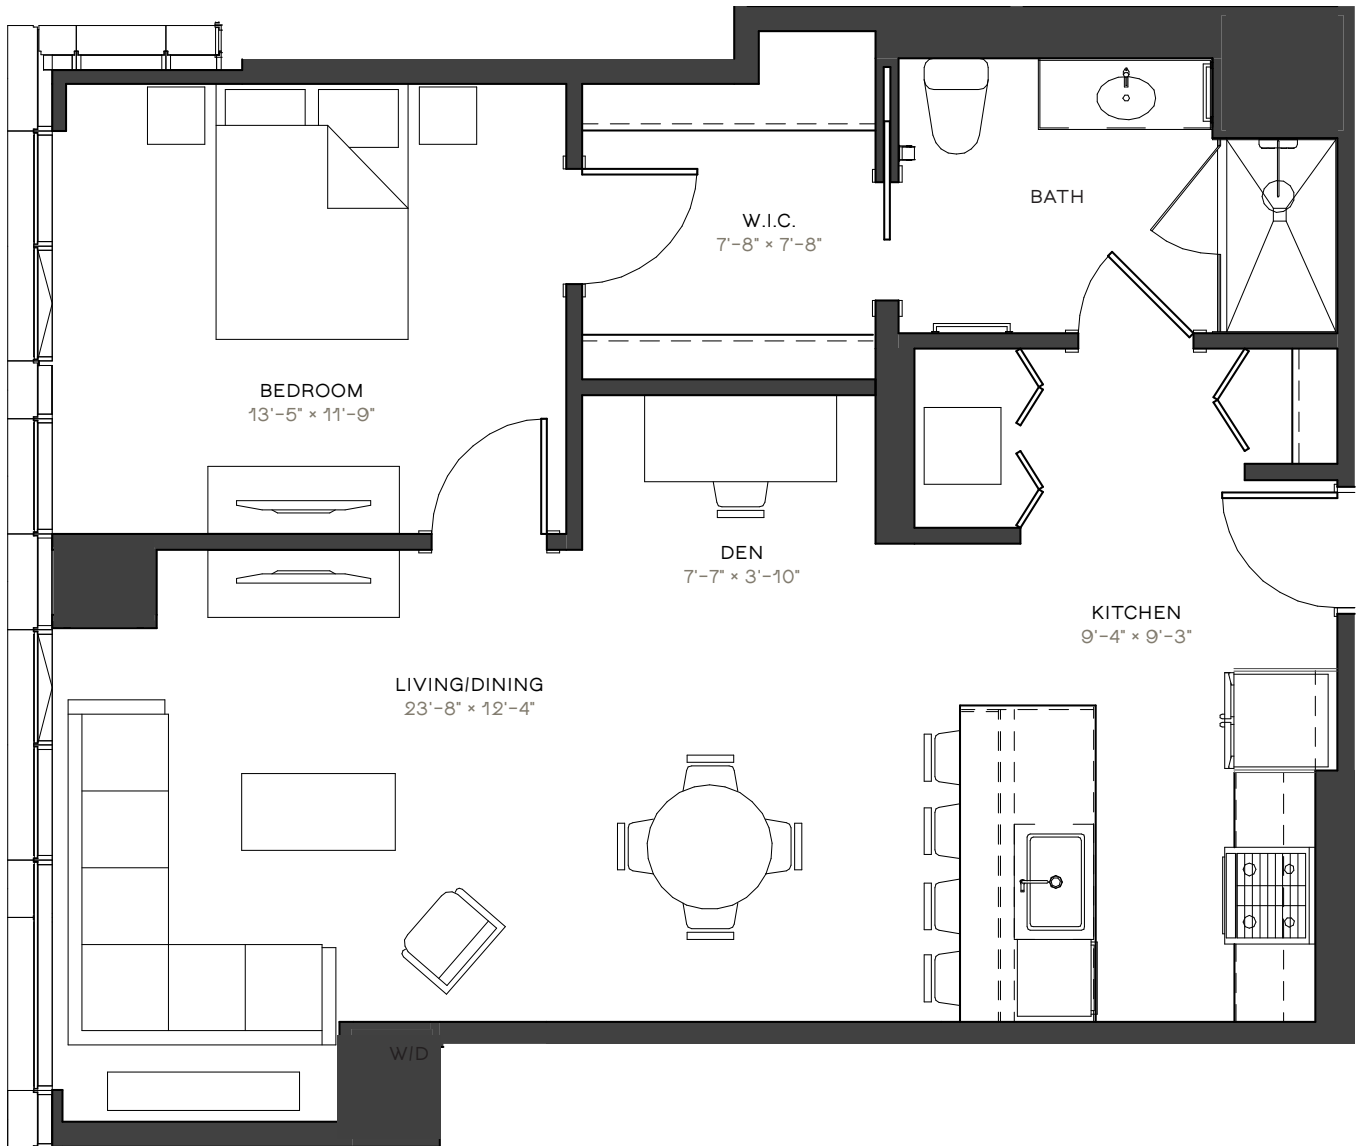 BATH
W.I.C.
7'-8" × 7'-8"
BEDROOM
13'-5" × 11'-9"
DEN
7'-7" × 3'-10"
KITCHEN
9'-4" × 9'-3"
LIVING/DINING
23'-8" × 12'-4"
W/D